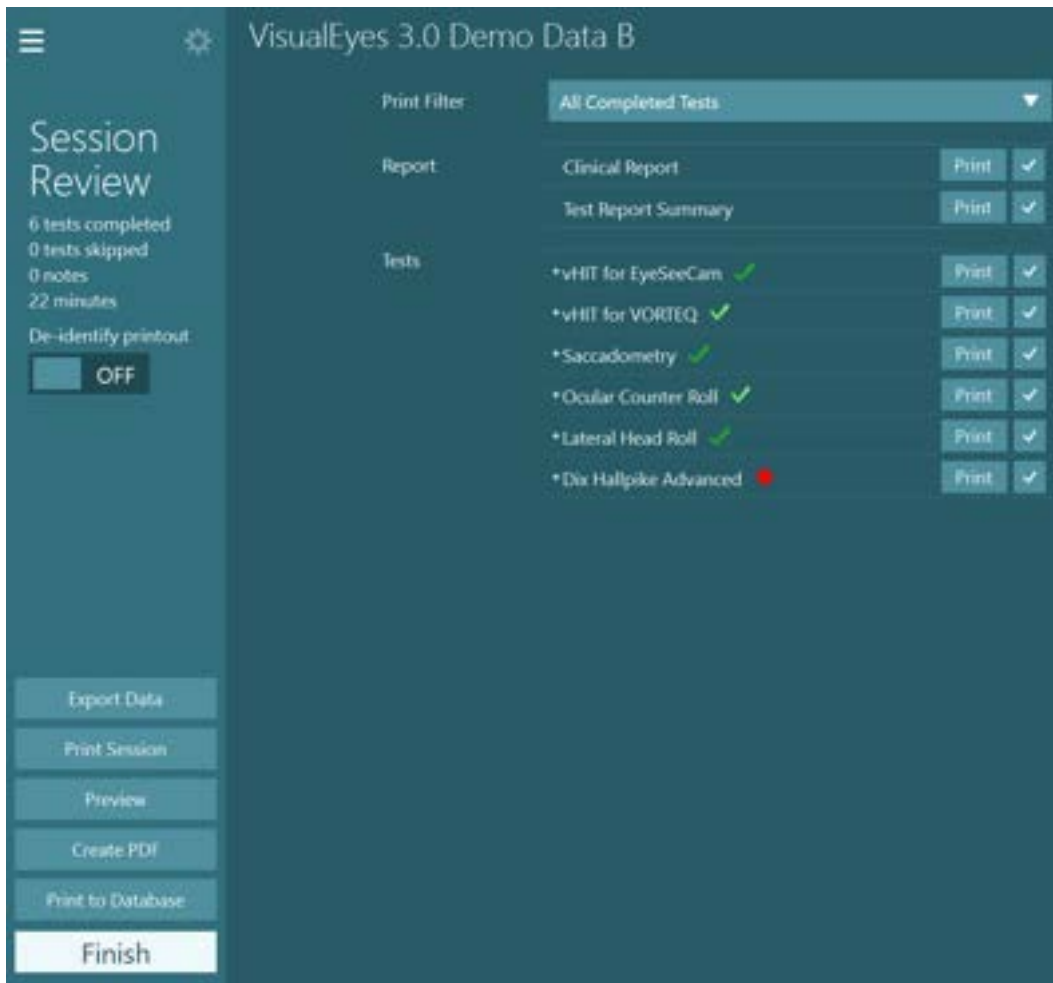 VisualEyes 3.0 Demo Data B
Session
Review
6 tests completed
0 tests skipped
0 notes
22 minutes
De-identify printout
OFF
Export Data
Print Session
Preview
Create PDF
Print to Database
Finish
Print Filter All Completed Tests
Report Clinical Report Print
Test Report Summary Print
Tests
*vHIT for EyeSeeCam Print
*vHIT for VORTEQ Print
*Saccadometry Print
*Ocular Counter Roll Print
*Lateral Head Roll Print
*Dix Hallpike Advanced Print